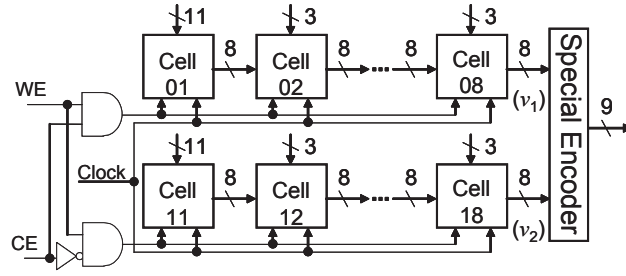 11
3
3
Cell
01
8
Cell
02
8
...
8
Cell
08
8
(v1)
WE
Special Encoder
9
Clock
11
3
3
Cell
11
8
Cell
12
8
...
8
Cell
18
8
(v2)
CE